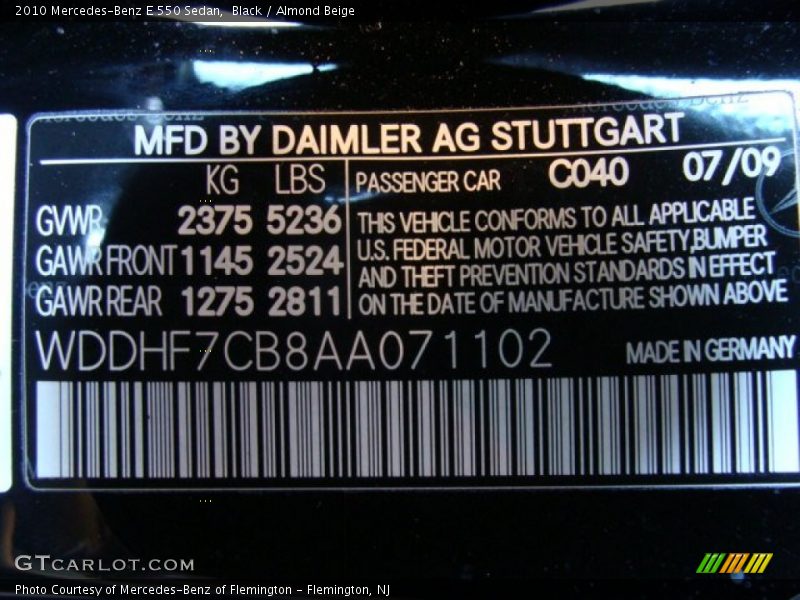 2010 Mercedes-Benz E 550 Sedan, Black / Almond Beige
Mercedes-Benz
MFD BY DAIMLER AG STUTTGART
KG LBS
GVWR 2375 5236
GAWR FRONT 1145 2524
GAWR REAR 1275 2811
PASSENGER CAR C040 07/09
THIS VEHICLE CONFORMS TO ALL APPLICABLE
U.S. FEDERAL MOTOR VEHICLE SAFETY,BUMPER
AND THEFT PREVENTION STANDARDS IN EFFECT
ON THE DATE OF MANUFACTURE SHOWN ABOVE
WDDHF7CB8AA071102 MADE IN GERMANY
GTCARLOT.COM
Photo Courtesy of Mercedes-Benz of Flemington - Flemington, NJ